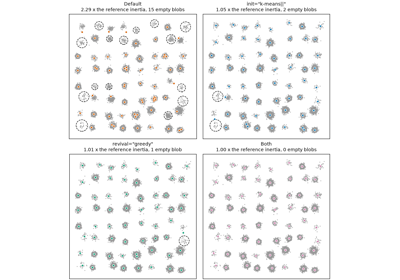 Default
2.29 x the reference inertia, 15 empty blobs
init="k-means||"
1.05 x the reference inertia, 2 empty blobs
revival="greedy"
1.01 x the reference inertia, 1 empty blob
Both
1.00 x the reference inertia, 0 empty blobs